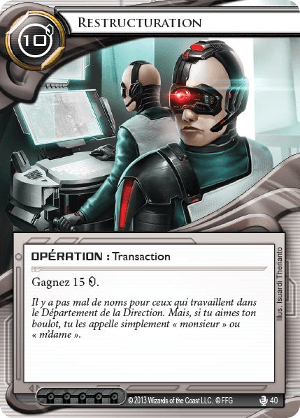 RESTRUCTURATION
10
OPÉRATION : Transaction
Gagnez 15 .
Il y a pas mal de noms pour ceux qui travaillent dans
le Département de la Direction. Mais, si tu aimes ton
boulot, tu les appelle simplement « monsieur » ou
« m'dame ».
Illus. Isuardi Therianto
© 2013 Wizards of the Coast LLC. © FFG
40